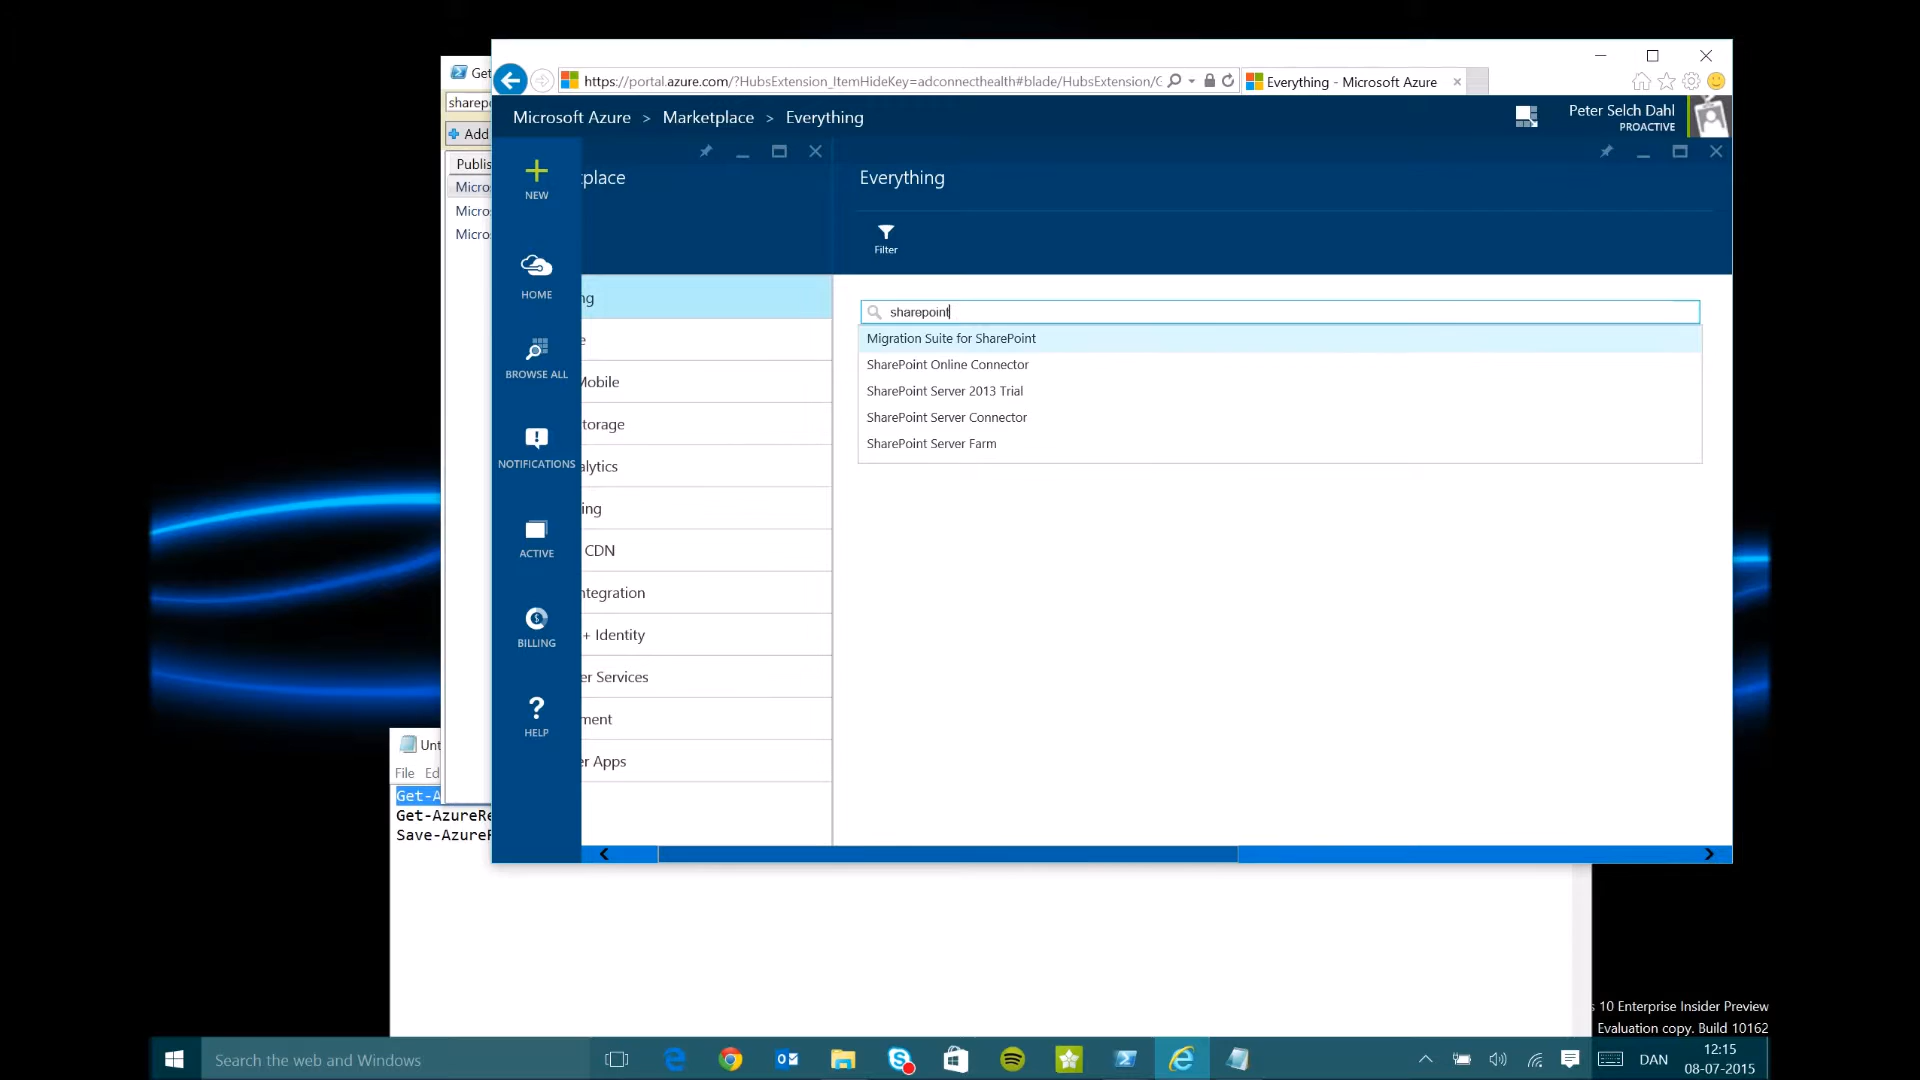 Get
https://portal.azure.com/?HubsExtension_ItemHideKey=adconnecthealth#blade/HubsExtension/
Everything - Microsoft Azure
sharep
Add
Microsoft Azure > Marketplace > Everything
Peter Selch Dahl
PROACTIVE
Publis
Micro
Micro
Micro
NEW
HOME
BROWSE ALL
NOTIFICATIONS
ACTIVE
BILLING
HELP
place
ng
e
Mobile
torage
alytics
ing
CDN
ntegration
+ Identity
er Services
ment
er Apps
Everything
Filter
sharepoint
Migration Suite for SharePoint
SharePoint Online Connector
SharePoint Server 2013 Trial
SharePoint Server Connector
SharePoint Server Farm
Unt
File Ed
Get-A
Get-AzureRe
Save-Azure
s 10 Enterprise Insider Preview
Evaluation copy. Build 10162
Search the web and Windows
DAN
12:15
08-07-2015